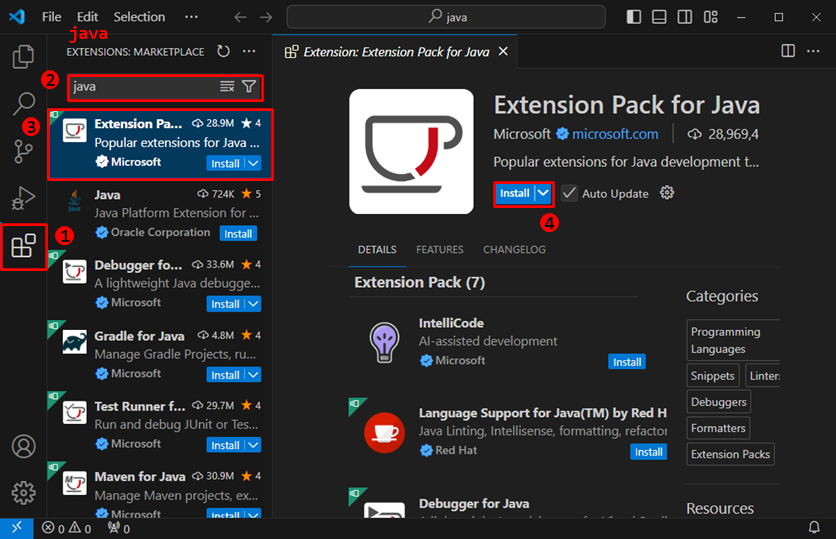 File Edit Selection ··· java
java
EXTENSIONS: MARKETPLACE ···
Extension: Extension Pack for Java
2
java
3
Extension Pa... 28.9M ★ 4
Popular extensions for Java ...
Microsoft Install
Java 724K ★ 5
Java Platform Extension for ...
Oracle Corporation Install
1
Debugger fo... 33.6M ★ 4
A lightweight Java debugge...
Microsoft Install
Gradle for Java 4.8M ★ 4
Manage Gradle Projects, ru...
Microsoft Install
Test Runner f... 29.7M ★ 4
Run and debug JUnit or Tes...
Microsoft Install
Maven for Java 30.9M ★ 4
Manage Maven projects, ex...
Microsoft Install
Extension Pack for Java
Microsoft microsoft.com 28,969,4
Popular extensions for Java development t...
Install Auto Update
4
DETAILS FEATURES CHANGELOG
Extension Pack (7)
IntelliCode
AI-assisted development
Microsoft
Install
Language Support for Java(TM) by Red H
Java Linting, Intellisense, formatting, refactor
Red Hat
Install
Debugger for Java
Categories
Programming
Languages
Snippets Linters
Debuggers
Formatters
Extension Packs
Resources
0 0 0